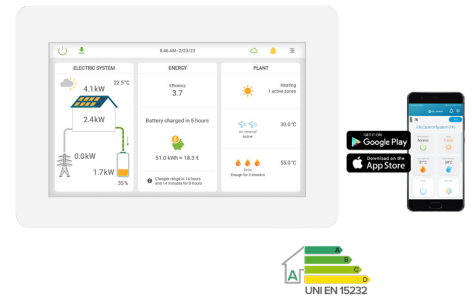 8:46 AM - 2/23/23
ELECTRIC SYSTEM
22.5°C
4.1kW
2.4kW
0.0kW
1.7kW
35%
ENERGY
Efficiency
3.7
Battery charged in 5 hours
51.0 kWh = 18.3 €
Cheaper range in 14 hours
and 14 minutes for 8 hours
PLANT
Heating
1 active zones
30.0°C
Air renewal
Active
55.0°C
Enough for 5 showers
GET IT ON
Google Play
Download on the
App Store
A
A
B
C
D
UNI EN 15232